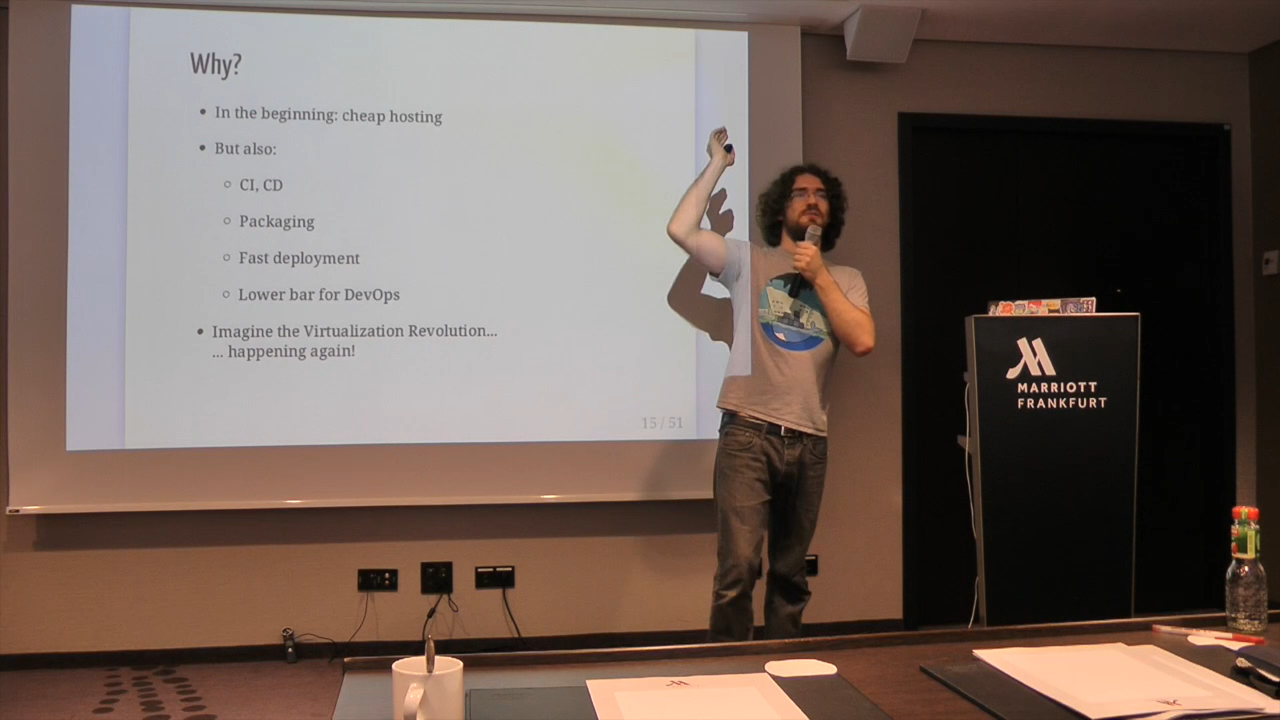 Why?
• In the beginning: cheap hosting
• But also:
○ CI, CD
○ Packaging
○ Fast deployment
○ Lower bar for DevOps
• Imagine the Virtualization Revolution...
... happening again!
15 / 51
MARRIOTT
FRANKFURT